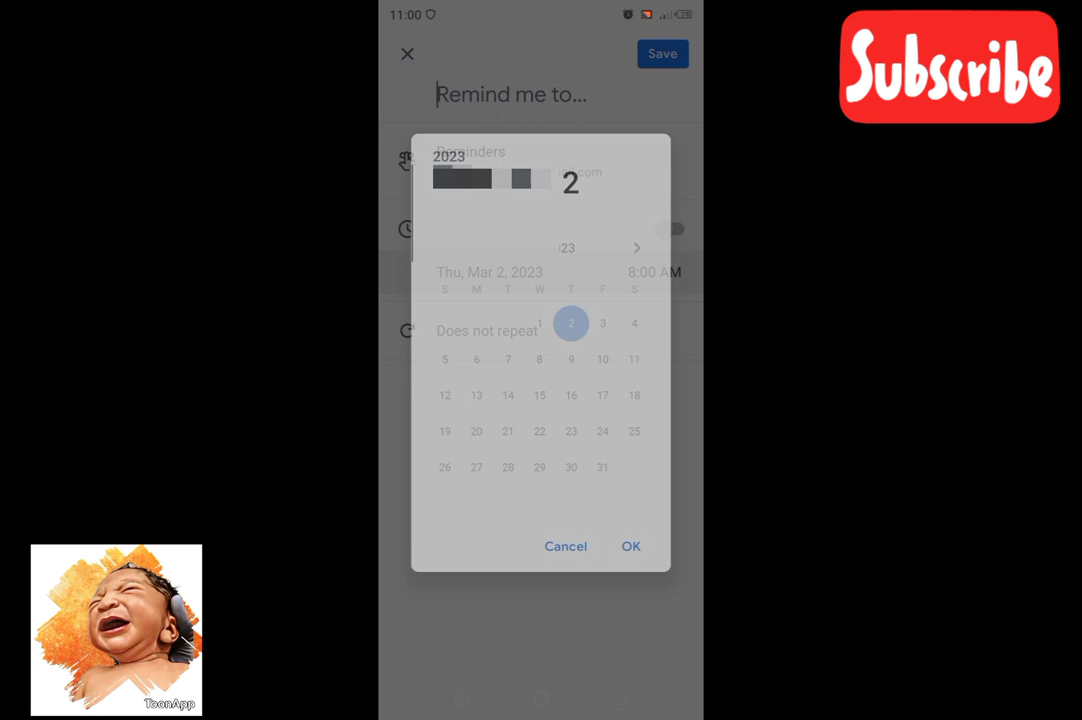 11:00
Save
Subscribe
Remind me to...
Reminders
2023
.com
2
23
Thu, Mar 2, 2023 8:00 AM
S M T W T F S
Does not repeat
1 2 3 4
5 6 7 8 9 10 11
12 13 14 15 16 17 18
19 20 21 22 23 24 25
26 27 28 29 30 31
Cancel OK
ToonApp